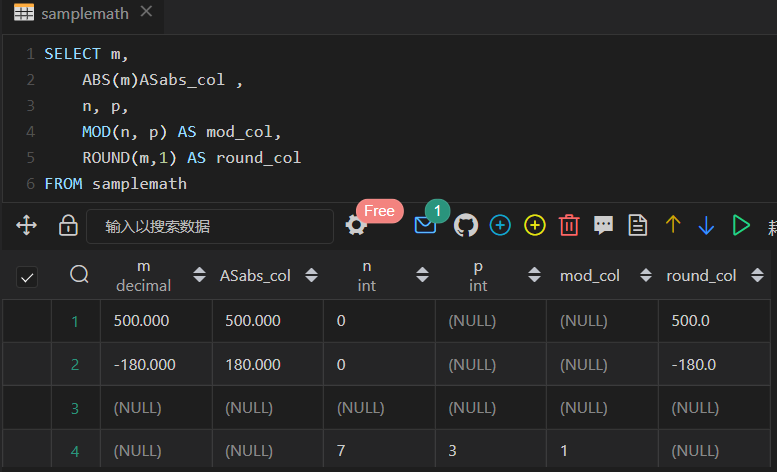 samplemath
1 SELECT m,
2 ABS(m)ASabs_col ,
3 n, p,
4 MOD(n, p) AS mod_col,
5 ROUND(m,1) AS round_col
6 FROM samplemath
输入以搜索数据 Free 1
m decimal ASabs_col n int p int mod_col round_col
1 500.000 500.000 0 (NULL) (NULL) 500.0
2 -180.000 180.000 0 (NULL) (NULL) -180.0
3 (NULL) (NULL) (NULL) (NULL) (NULL) (NULL)
4 (NULL) (NULL) 7 3 1 (NULL)